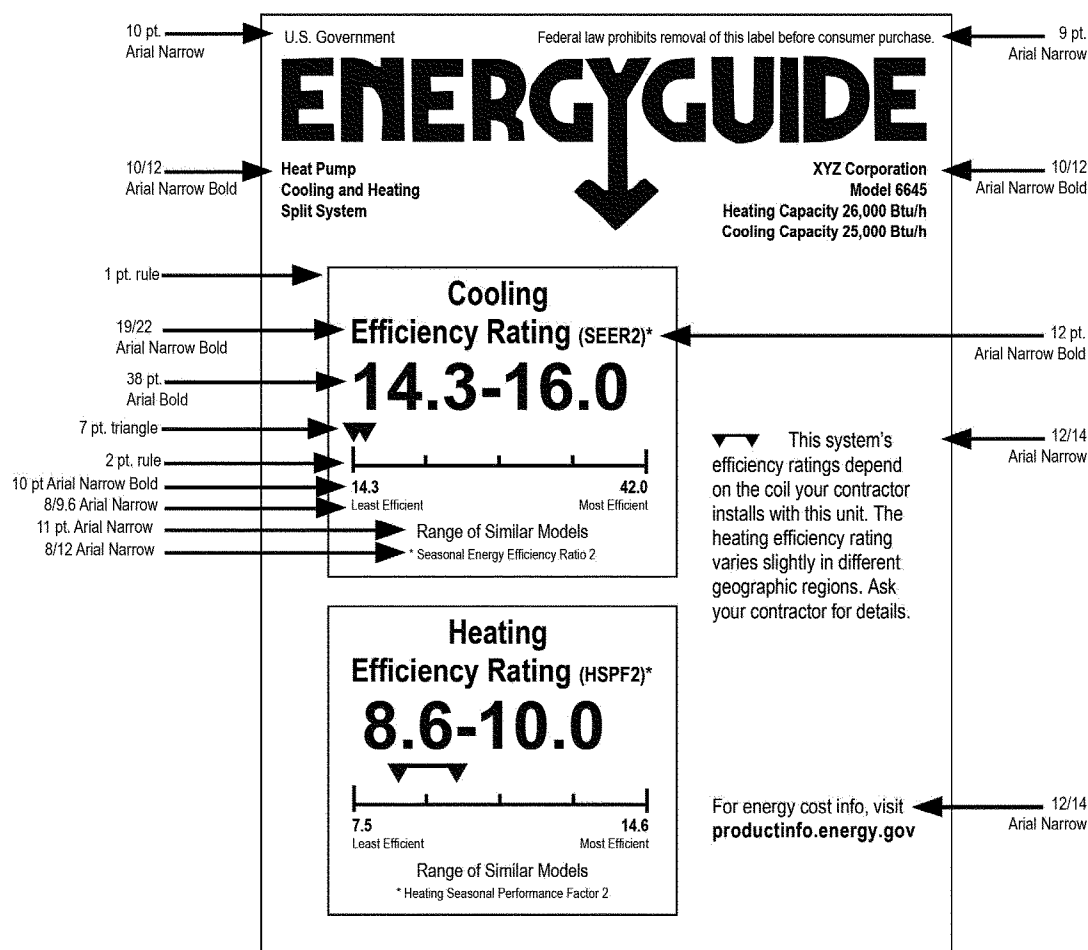 10 pt.
Arial Narrow
U.S. Government
Federal law prohibits removal of this label before consumer purchase.
9 pt.
Arial Narrow
ENERGYGUIDE
10/12
Arial Narrow Bold
Heat Pump
Cooling and Heating
Split System
XYZ Corporation
Model 6645
Heating Capacity 26,000 Btu/h
Cooling Capacity 25,000 Btu/h
10/12
Arial Narrow Bold
1 pt. rule
Cooling
19/22
Arial Narrow Bold
Efficiency Rating (SEER2)*
12 pt.
Arial Narrow Bold
38 pt.
Arial Bold
14.3-16.0
7 pt. triangle
2 pt. rule
10 pt Arial Narrow Bold
14.3
42.0
8/9.6 Arial Narrow
Least Efficient
Most Efficient
11 pt. Arial Narrow
Range of Similar Models
8/12 Arial Narrow
* Seasonal Energy Efficiency Ratio 2
This system's
efficiency ratings depend
on the coil your contractor
installs with this unit. The
heating efficiency rating
varies slightly in different
geographic regions. Ask
your contractor for details.
12/14
Arial Narrow
Heating
Efficiency Rating (HSPF2)*
8.6-10.0
7.5
14.6
Least Efficient
Most Efficient
Range of Similar Models
* Heating Seasonal Performance Factor 2
For energy cost info, visit
productinfo.energy.gov
12/14
Arial Narrow